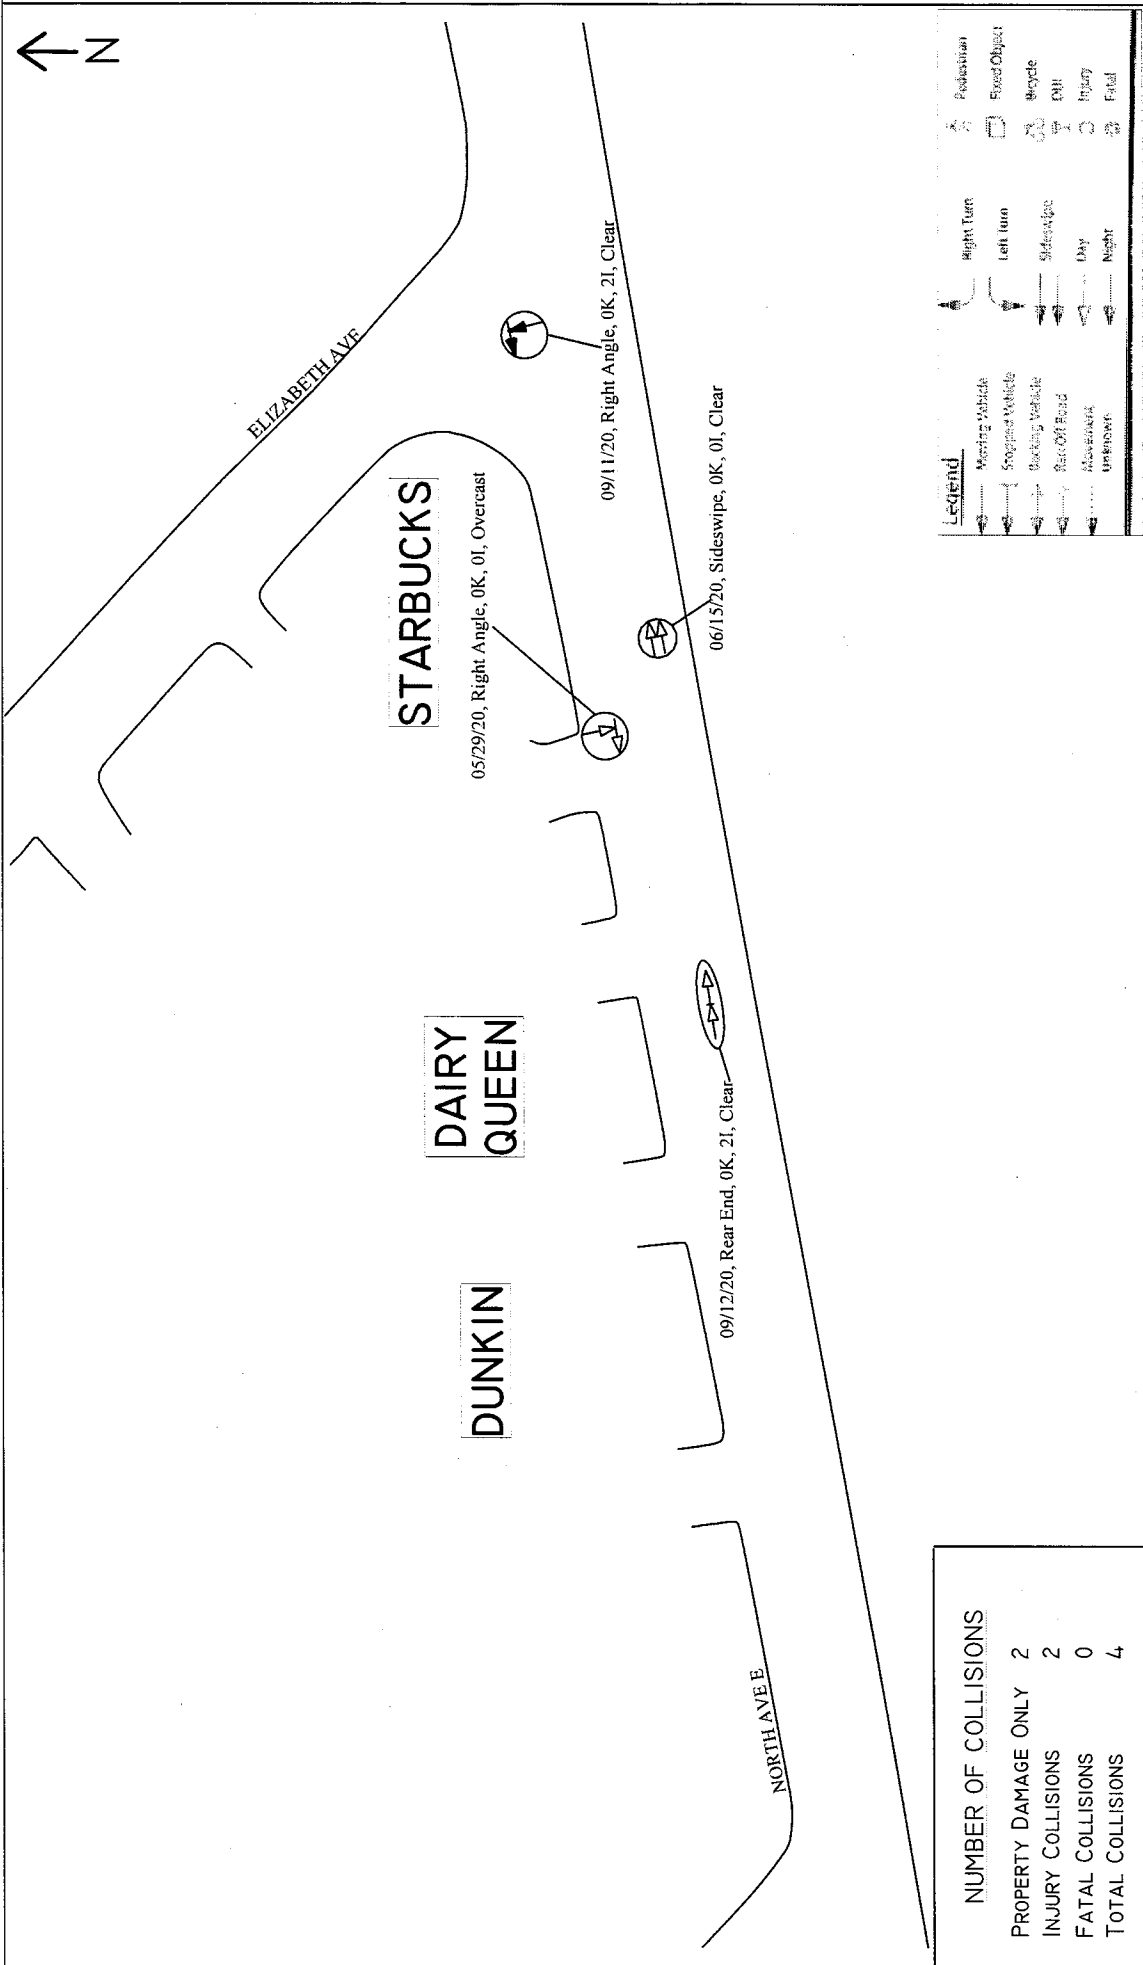 N
ELIZABETH AVE
STARBUCKS
05/29/20, Right Angle, 0K, 0I, Overcast
09/11/20, Right Angle, 0K, 2I, Clear
06/15/20, Sideswipe, 0K, 0I, Clear
DAIRY
QUEEN
09/12/20, Rear End, 0K, 2I, Clear
DUNKIN
NORTH AVE E
NUMBER OF COLLISIONS
PROPERTY DAMAGE ONLY 2
INJURY COLLISIONS 2
FATAL COLLISIONS 0
TOTAL COLLISIONS 4
Legend
Moving Vehicle
Stopped Vehicle
Backing Vehicle
Ran Off Road
Movement
Unknown
Right Turn
Left Turn
Sideswipe
Day
Night
Pedestrian
Fixed Object
Bicycle
DUI
Injury
Fatal